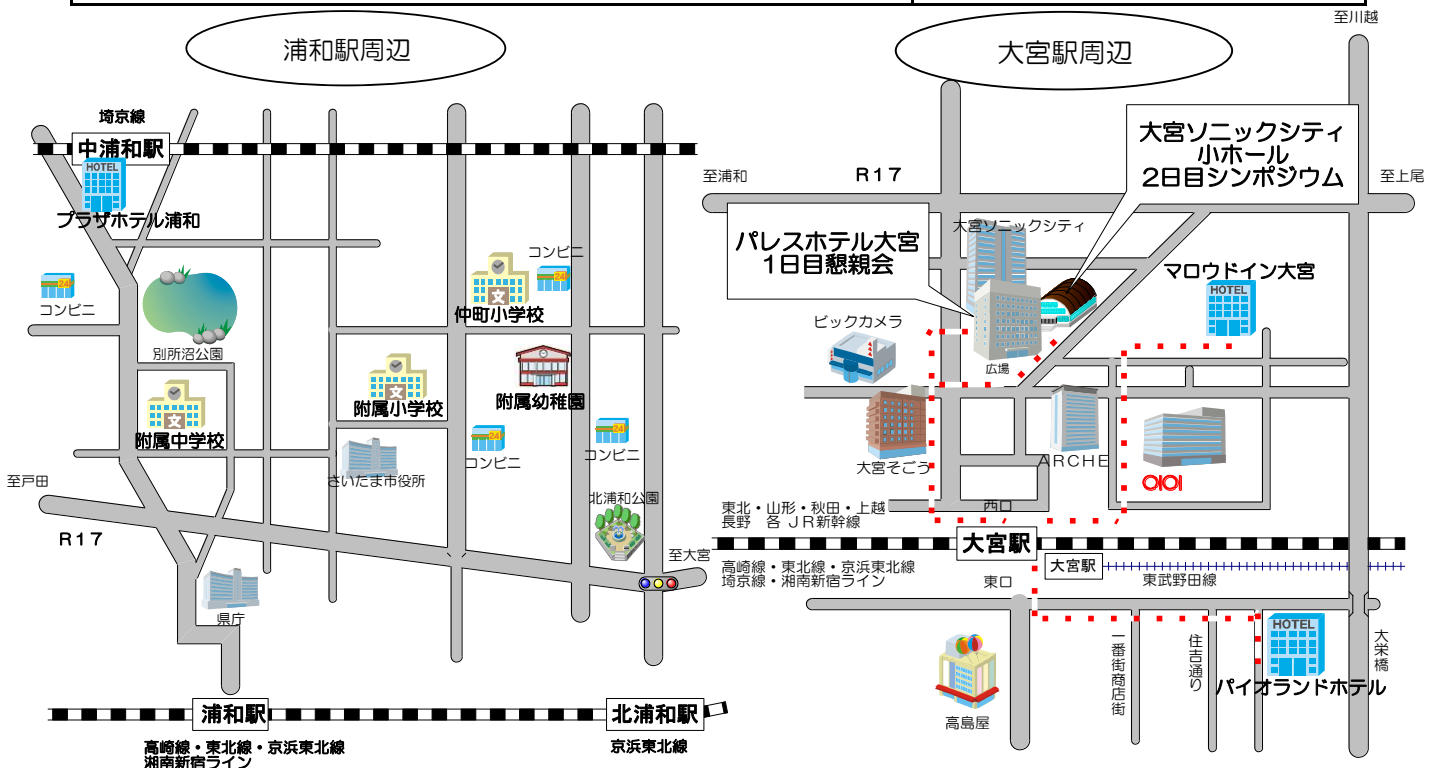 浦和駅周辺
埼京線
中浦和駅
HOTEL
プラザホテル浦和
コンビニ
24
コンビニ
24
文
仲町小学校
別所沼公園
文
附属小学校
附属幼稚園
文
附属中学校
24
コンビニ
24
コンビニ
さいたま市役所
至戸田
北浦和公園
R17
至大宮
県庁
浦和駅
北浦和駅
高崎線・東北線・京浜東北線
湘南新宿ライン
京浜東北線
大宮駅周辺
至川越
大宮ソニックシティ
小ホール
2日目シンポジウム
至浦和
R17
至上尾
パレスホテル大宮
1日目懇親会
大宮ソニックシティ
マロウドイン大宮
HOTEL
ビックカメラ
広場
大宮そごう
ARCHE
OIOI
東北・山形・秋田・上越
長野 各 JR新幹線
西口
大宮駅
高崎線・東北線・京浜東北線
埼京線・湘南新宿ライン
東口
大宮駅
東武野田線
高島屋
一番街商店街
住吉通り
HOTEL
パイオランドホテル
大栄橋